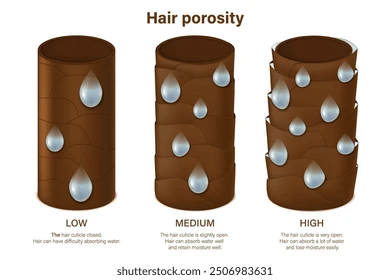 Hair porosity
LOW
The hair cuticle closed.
Hair can have difficulty absorbing water.
MEDIUM
The hair cuticle is slightly open.
Hair can absorb water well
and retain moisture well.
HIGH
The hair cuticle is very open.
Hair can absorb a lot of water
and lose moisture easily.
shutterstock.com · 2506983631